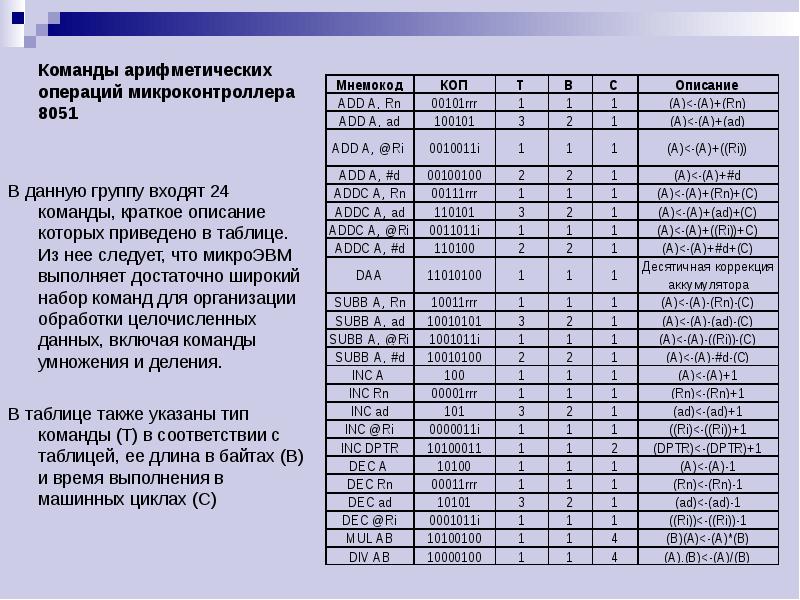 Команды арифметических
операций микроконтроллера
8051
В данную группу входят 24
команды, краткое описание
которых приведено в таблице.
Из нее следует, что микроЭВМ
выполняет достаточно широкий
набор команд для организации
обработки целочисленных
данных, включая команды
умножения и деления.
В таблице также указаны тип
команды (Т) в соответствии с
таблицей, ее длина в байтах (В)
и время выполнения в
машинных циклах (С)
Мнемокод КОП Т В С Описание
ADD A, Rn 00101rrr 1 1 1 (A)<-(A)+(Rn)
ADD A, ad 100101 3 2 1 (A)<-(A)+(ad)
ADD A, @Ri 0010011i 1 1 1 (A)<-(A)+((Ri))
ADD A, #d 00100100 2 2 1 (A)<-(A)+#d
ADDC A, Rn 00111rrr 1 1 1 (A)<-(A)+(Rn)+(C)
ADDC A, ad 110101 3 2 1 (A)<-(A)+(ad)+(C)
ADDC A, @Ri 0011011i 1 1 1 (A)<-(A)+((Ri))+C)
ADDC A, #d 110100 2 2 1 (A)<-(A)+#d+(C)
DAA 11010100 1 1 1 Десятичная коррекция
аккумулятора
SUBB A, Rn 10011rrr 1 1 1 (A)<-(A)-(Rn)-(C)
SUBB A, ad 10010101 3 2 1 (A)<-(A)-(ad)-(C)
SUBB A, @Ri 1001011i 1 1 1 (A)<-(A)-((Ri))-(C)
SUBB A, #d 10010100 2 2 1 (A)<-(A)-#d-(C)
INC A 100 1 1 1 (A)<-(A)+1
INC Rn 00001rrr 1 1 1 (Rn)<-(Rn)+1
INC ad 101 3 2 1 (ad)<-(ad)+1
INC @Ri 0000011i 1 1 1 ((Ri)<-((Ri))+1
INC DPTR 10100011 1 1 2 (DPTR)<-(DPTR)+1
DEC A 10100 1 1 1 (A)<-(A)-1
DEC Rn 00011rrr 1 1 1 (Rn)<-(Rn)-1
DEC ad 10101 3 2 1 (ad)<-(ad)-1
DEC @Ri 0001011i 1 1 1 ((Ri))<-((Ri))-1
MUL AB 10100100 1 1 4 (B)(A)<-(A)*(B)
DIV AB 10000100 1 1 4 (A).(B)<-(A)/(B)